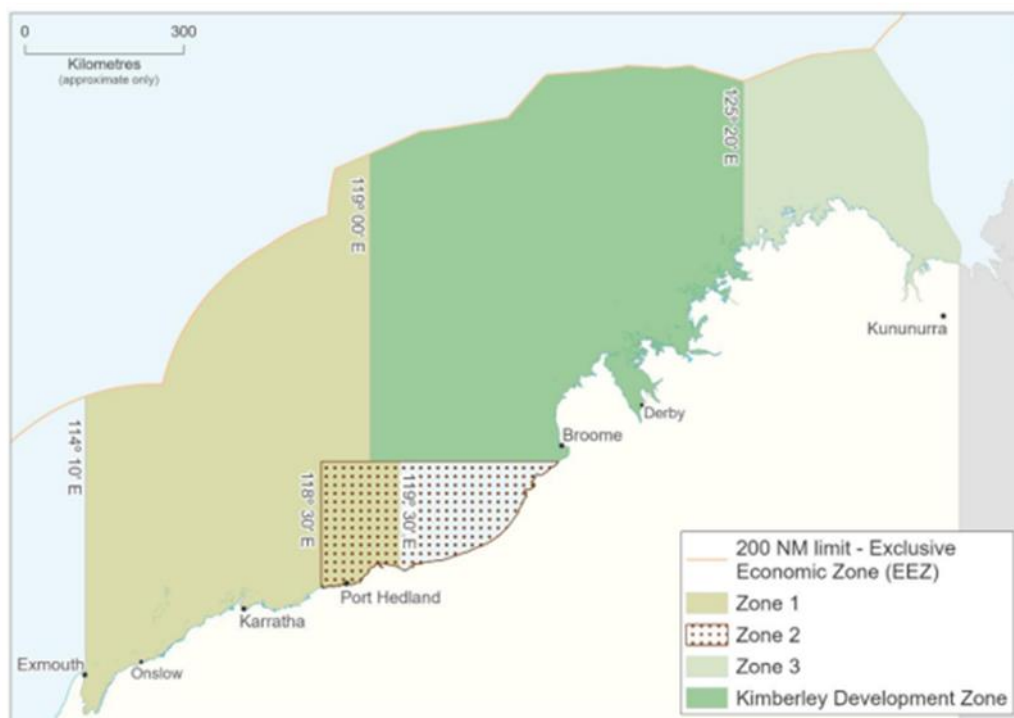 0 300
Kilometres
(approximate only)
125° 20' E
119° 00' E
Kununurra
Derby
Broome
114° 10' E
118° 30' E
119° 30' E
Port Hedland
Karratha
Exmouth
Onslow
200 NM limit - Exclusive
Economic Zone (EEZ)
Zone 1
Zone 2
Zone 3
Kimberley Development Zone